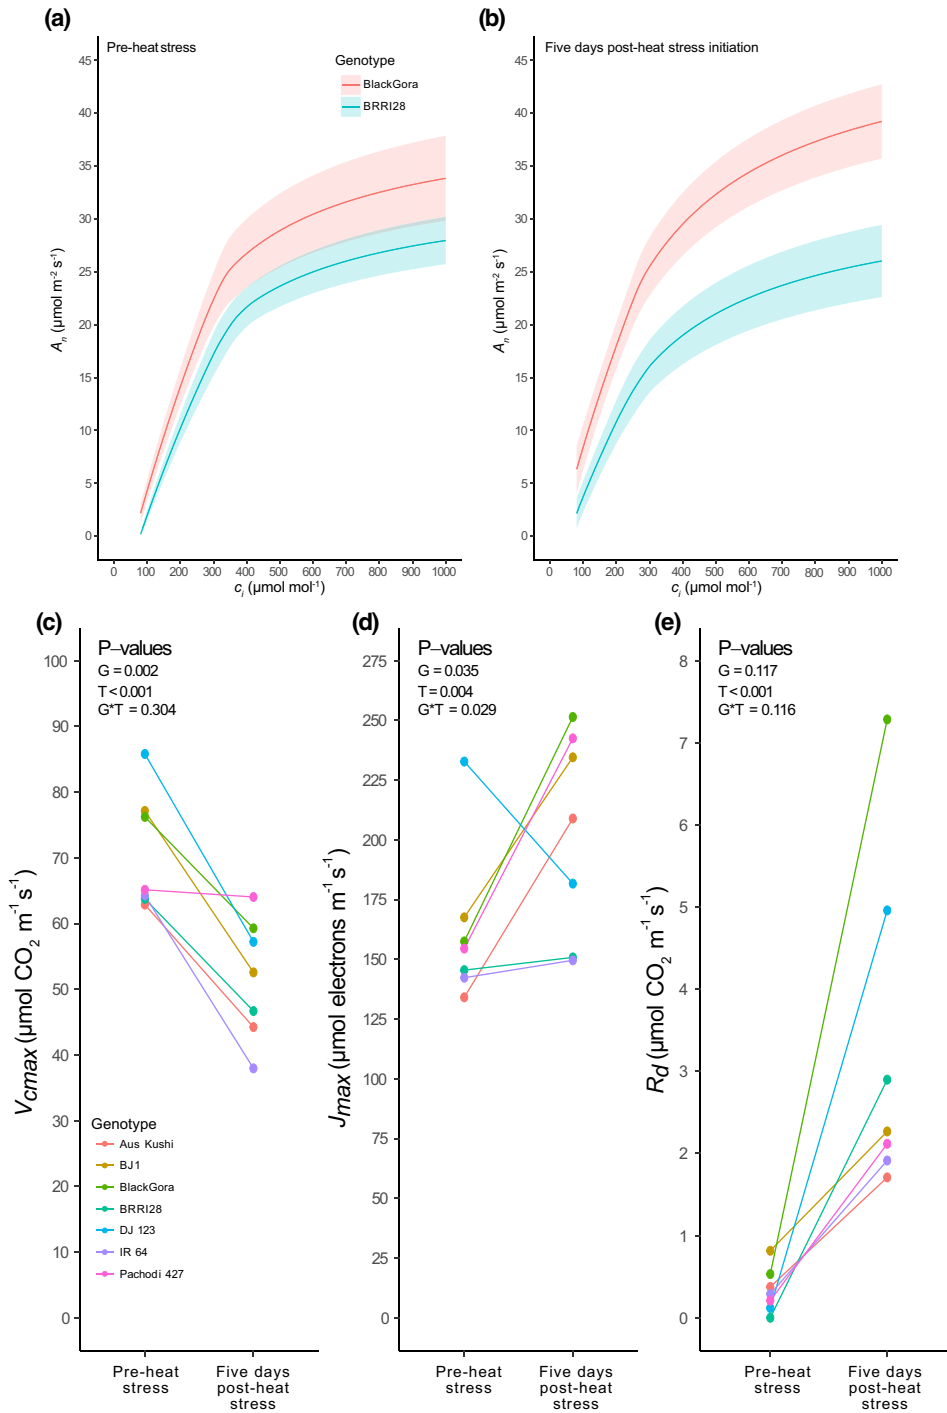 (a)
Pre-heat stress
Genotype
BlackGora
BRRI28
45
40
35
30
25
20
15
10
5
0
A_n (µmol m⁻² s⁻¹)
0 100 200 300 400 500 600 700 800 900 1000
c_i (µmol mol⁻¹)
(b)
Five days post-heat stress initiation
45
40
35
30
25
20
15
10
5
0
A_n (µmol m⁻² s⁻¹)
0 100 200 300 400 500 600 700 800 900 1000
c_i (µmol mol⁻¹)
(c)
P–values
G = 0.002
T < 0.001
G*T = 0.304
100
90
80
70
60
50
40
30
20
10
0
V_cmax (µmol CO₂ m⁻¹ s⁻¹)
Genotype
Aus Kushi
BJ1
BlackGora
BRRI28
DJ 123
IR 64
Pachodi 427
Pre-heat
stress
Five days
post-heat
stress
(d)
P–values
G = 0.035
T = 0.004
G*T = 0.029
275
250
225
200
175
150
125
100
75
50
25
0
J_max (µmol electrons m⁻¹ s⁻¹)
Pre-heat
stress
Five days
post-heat
stress
(e)
P–values
G = 0.117
T < 0.001
G*T = 0.116
8
7
6
5
4
3
2
1
0
R_d (µmol CO₂ m⁻¹ s⁻¹)
Pre-heat
stress
Five days
post-heat
stress